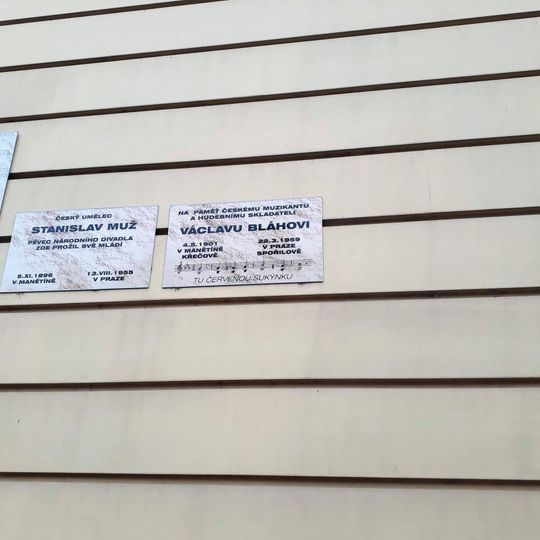 ČESKÝ UMĚLEC
STANISLAV MUŽ
PĚVEC NÁRODNÍHO DIVADLA
ZDE PROŽIL SVÉ MLÁDÍ
5.XI.1896 13.VIII.1955
V MANĚTÍNĚ V PRAZE
NA PAMĚŤ ČESKÉMU MUZIKANTU
A HUDEBNÍMU SKLADATELI
VÁCLAVU BLÁHOVI
4.8.1901 22.3.1959
V MANĚTÍNĚ V PRAZE
KŘEČOVĚ SPOŘILOVĚ
TU ČERVENOU SUKÝNKU